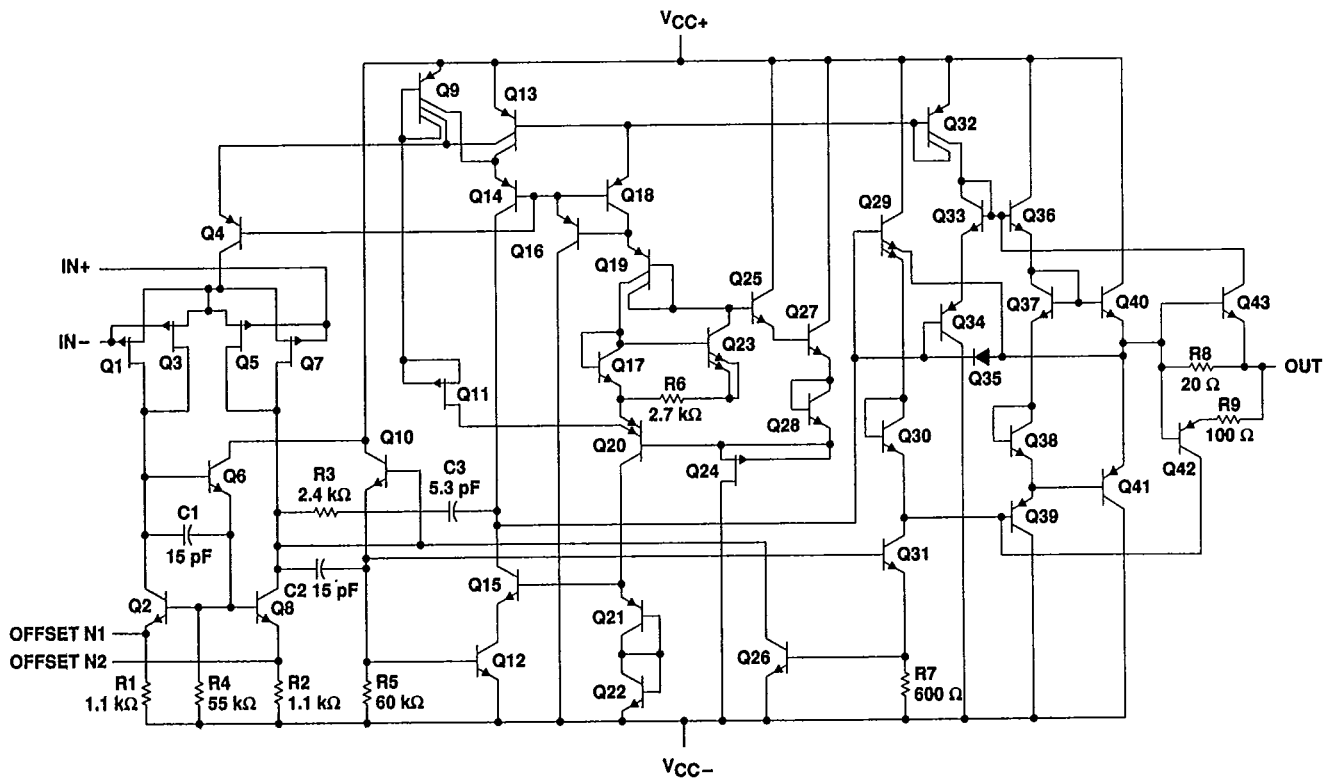 VCC+
Q9
Q13
Q32
Q14
Q18
Q29
Q33
Q36
Q4
Q16
IN+
Q19
Q25
Q37
Q40
Q43
Q27
Q34
IN−
Q1
Q3
Q5
Q7
Q23
Q35
R8
20 Ω
OUT
Q17
R6
2.7 kΩ
Q11
R9
100 Ω
Q28
Q10
Q20
Q30
Q38
Q42
Q6
R3
2.4 kΩ
C3
5.3 pF
Q24
Q41
C1
15 pF
Q39
Q31
C2 15 pF
Q15
Q2
Q8
Q21
OFFSET N1
OFFSET N2
Q12
Q26
R1
1.1 kΩ
R4
55 kΩ
R2
1.1 kΩ
R5
60 kΩ
Q22
R7
600 Ω
VCC−